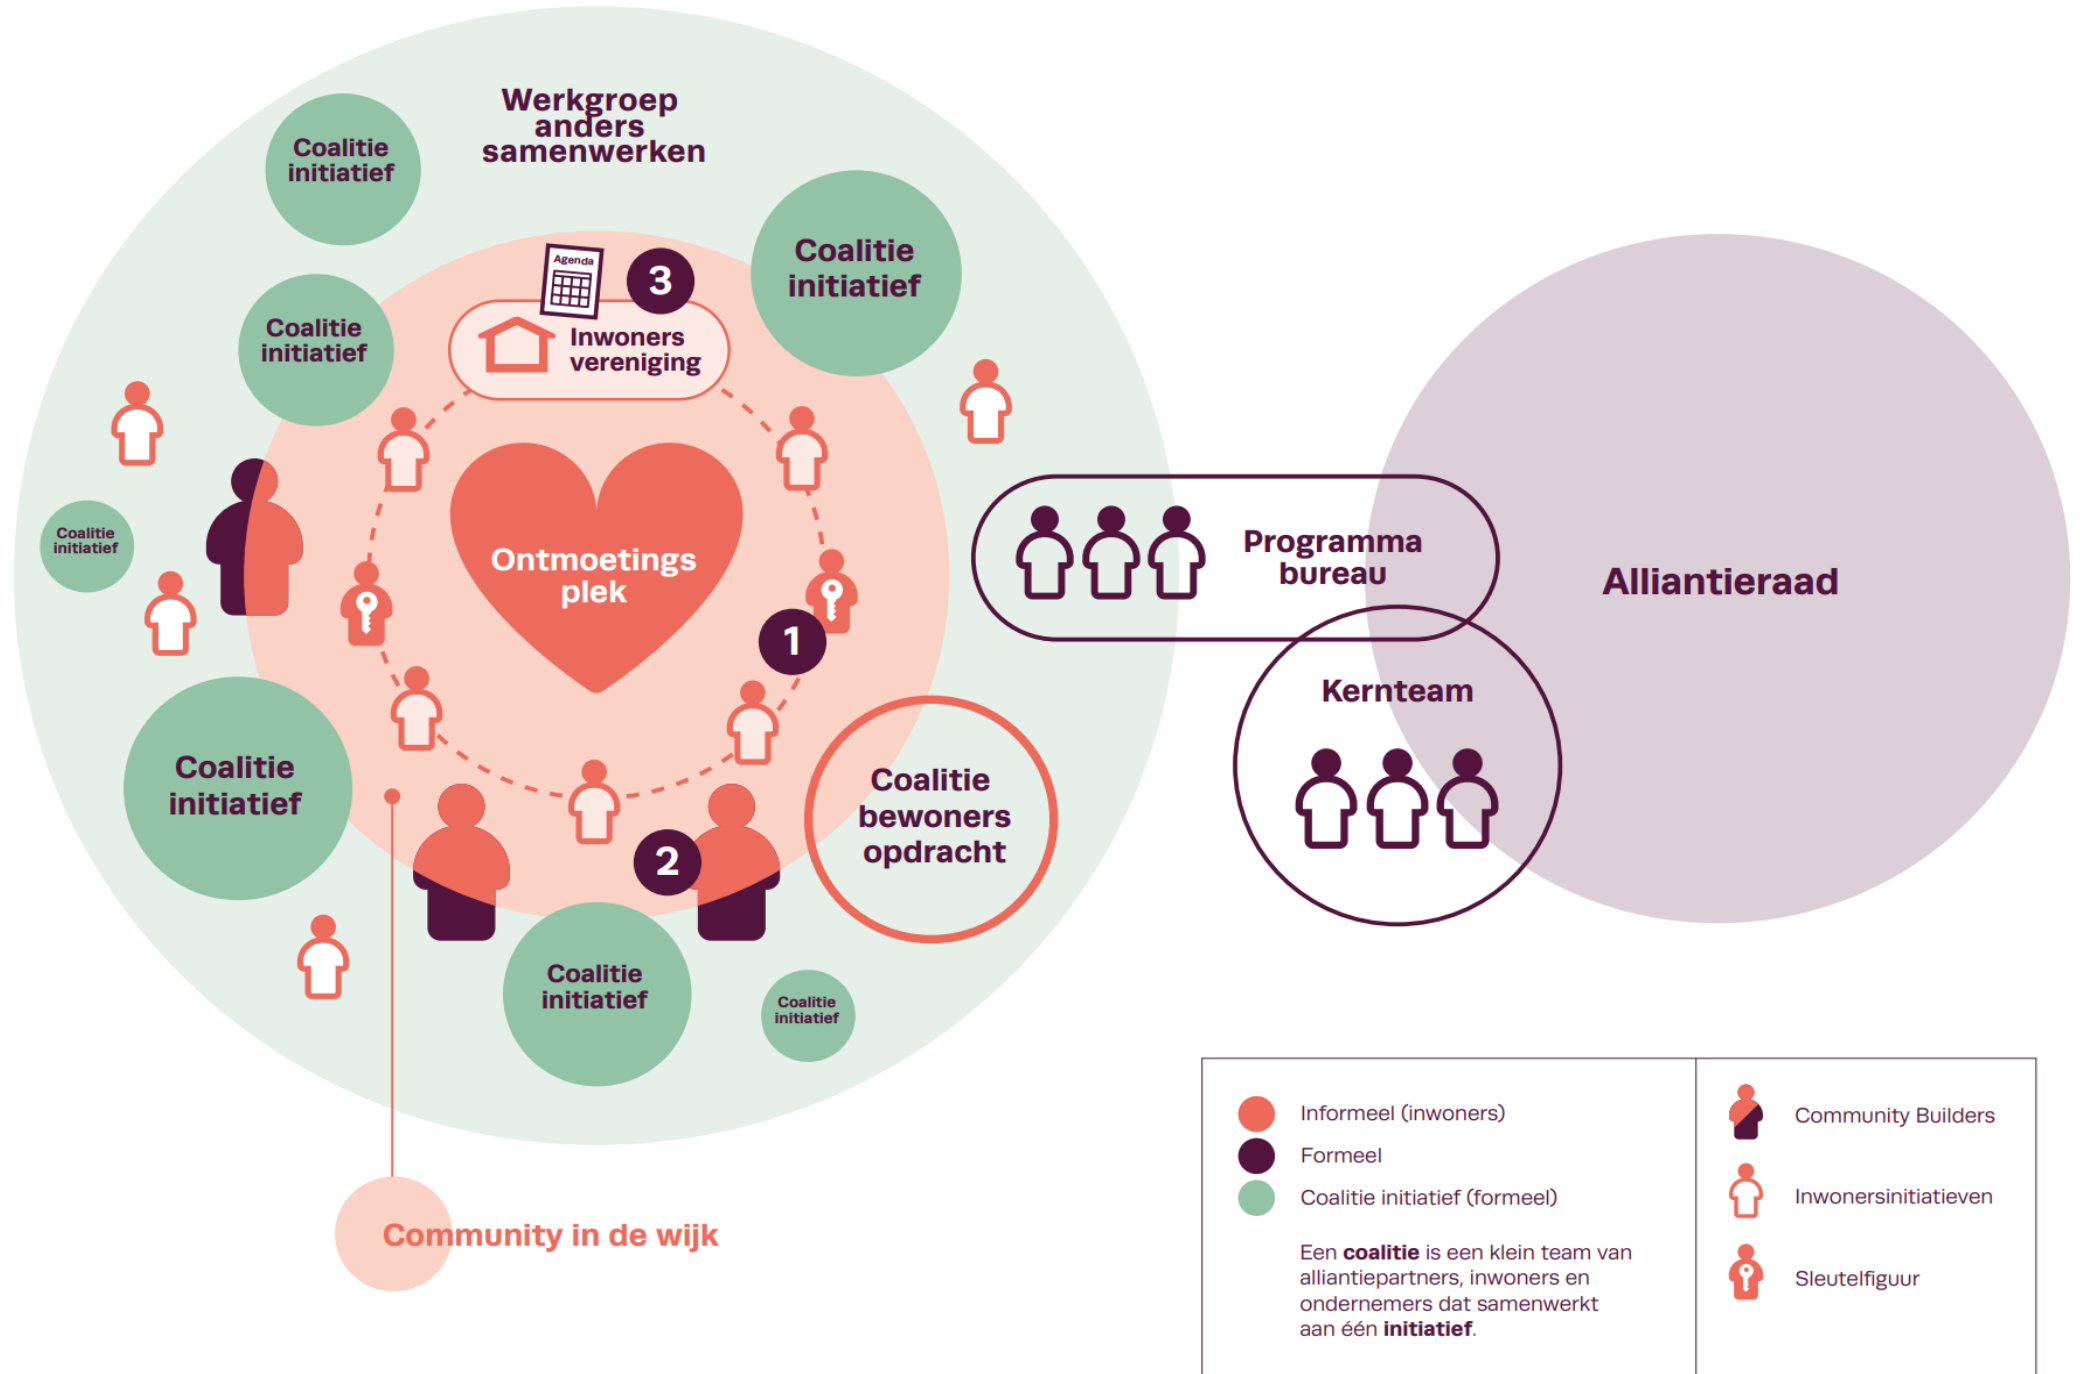 Werkgroep
anders
samenwerken
Coalitie
initiatief
Coalitie
initiatief
Agenda
3
Inwoners
vereniging
Coalitie
initiatief
Coalitie
initiatief
Ontmoetings
plek
1
Programma
bureau
Alliantieraad
Kernteam
Coalitie
initiatief
Coalitie
bewoners
opdracht
2
Coalitie
initiatief
Coalitie
initiatief
Community in de wijk
Informeel (inwoners)
Formeel
Coalitie initiatief (formeel)
Een coalitie is een klein team van
alliantiepartners, inwoners en
ondernemers dat samenwerkt
aan één initiatief.
Community Builders
Inwonersinitiatieven
Sleutelfiguur